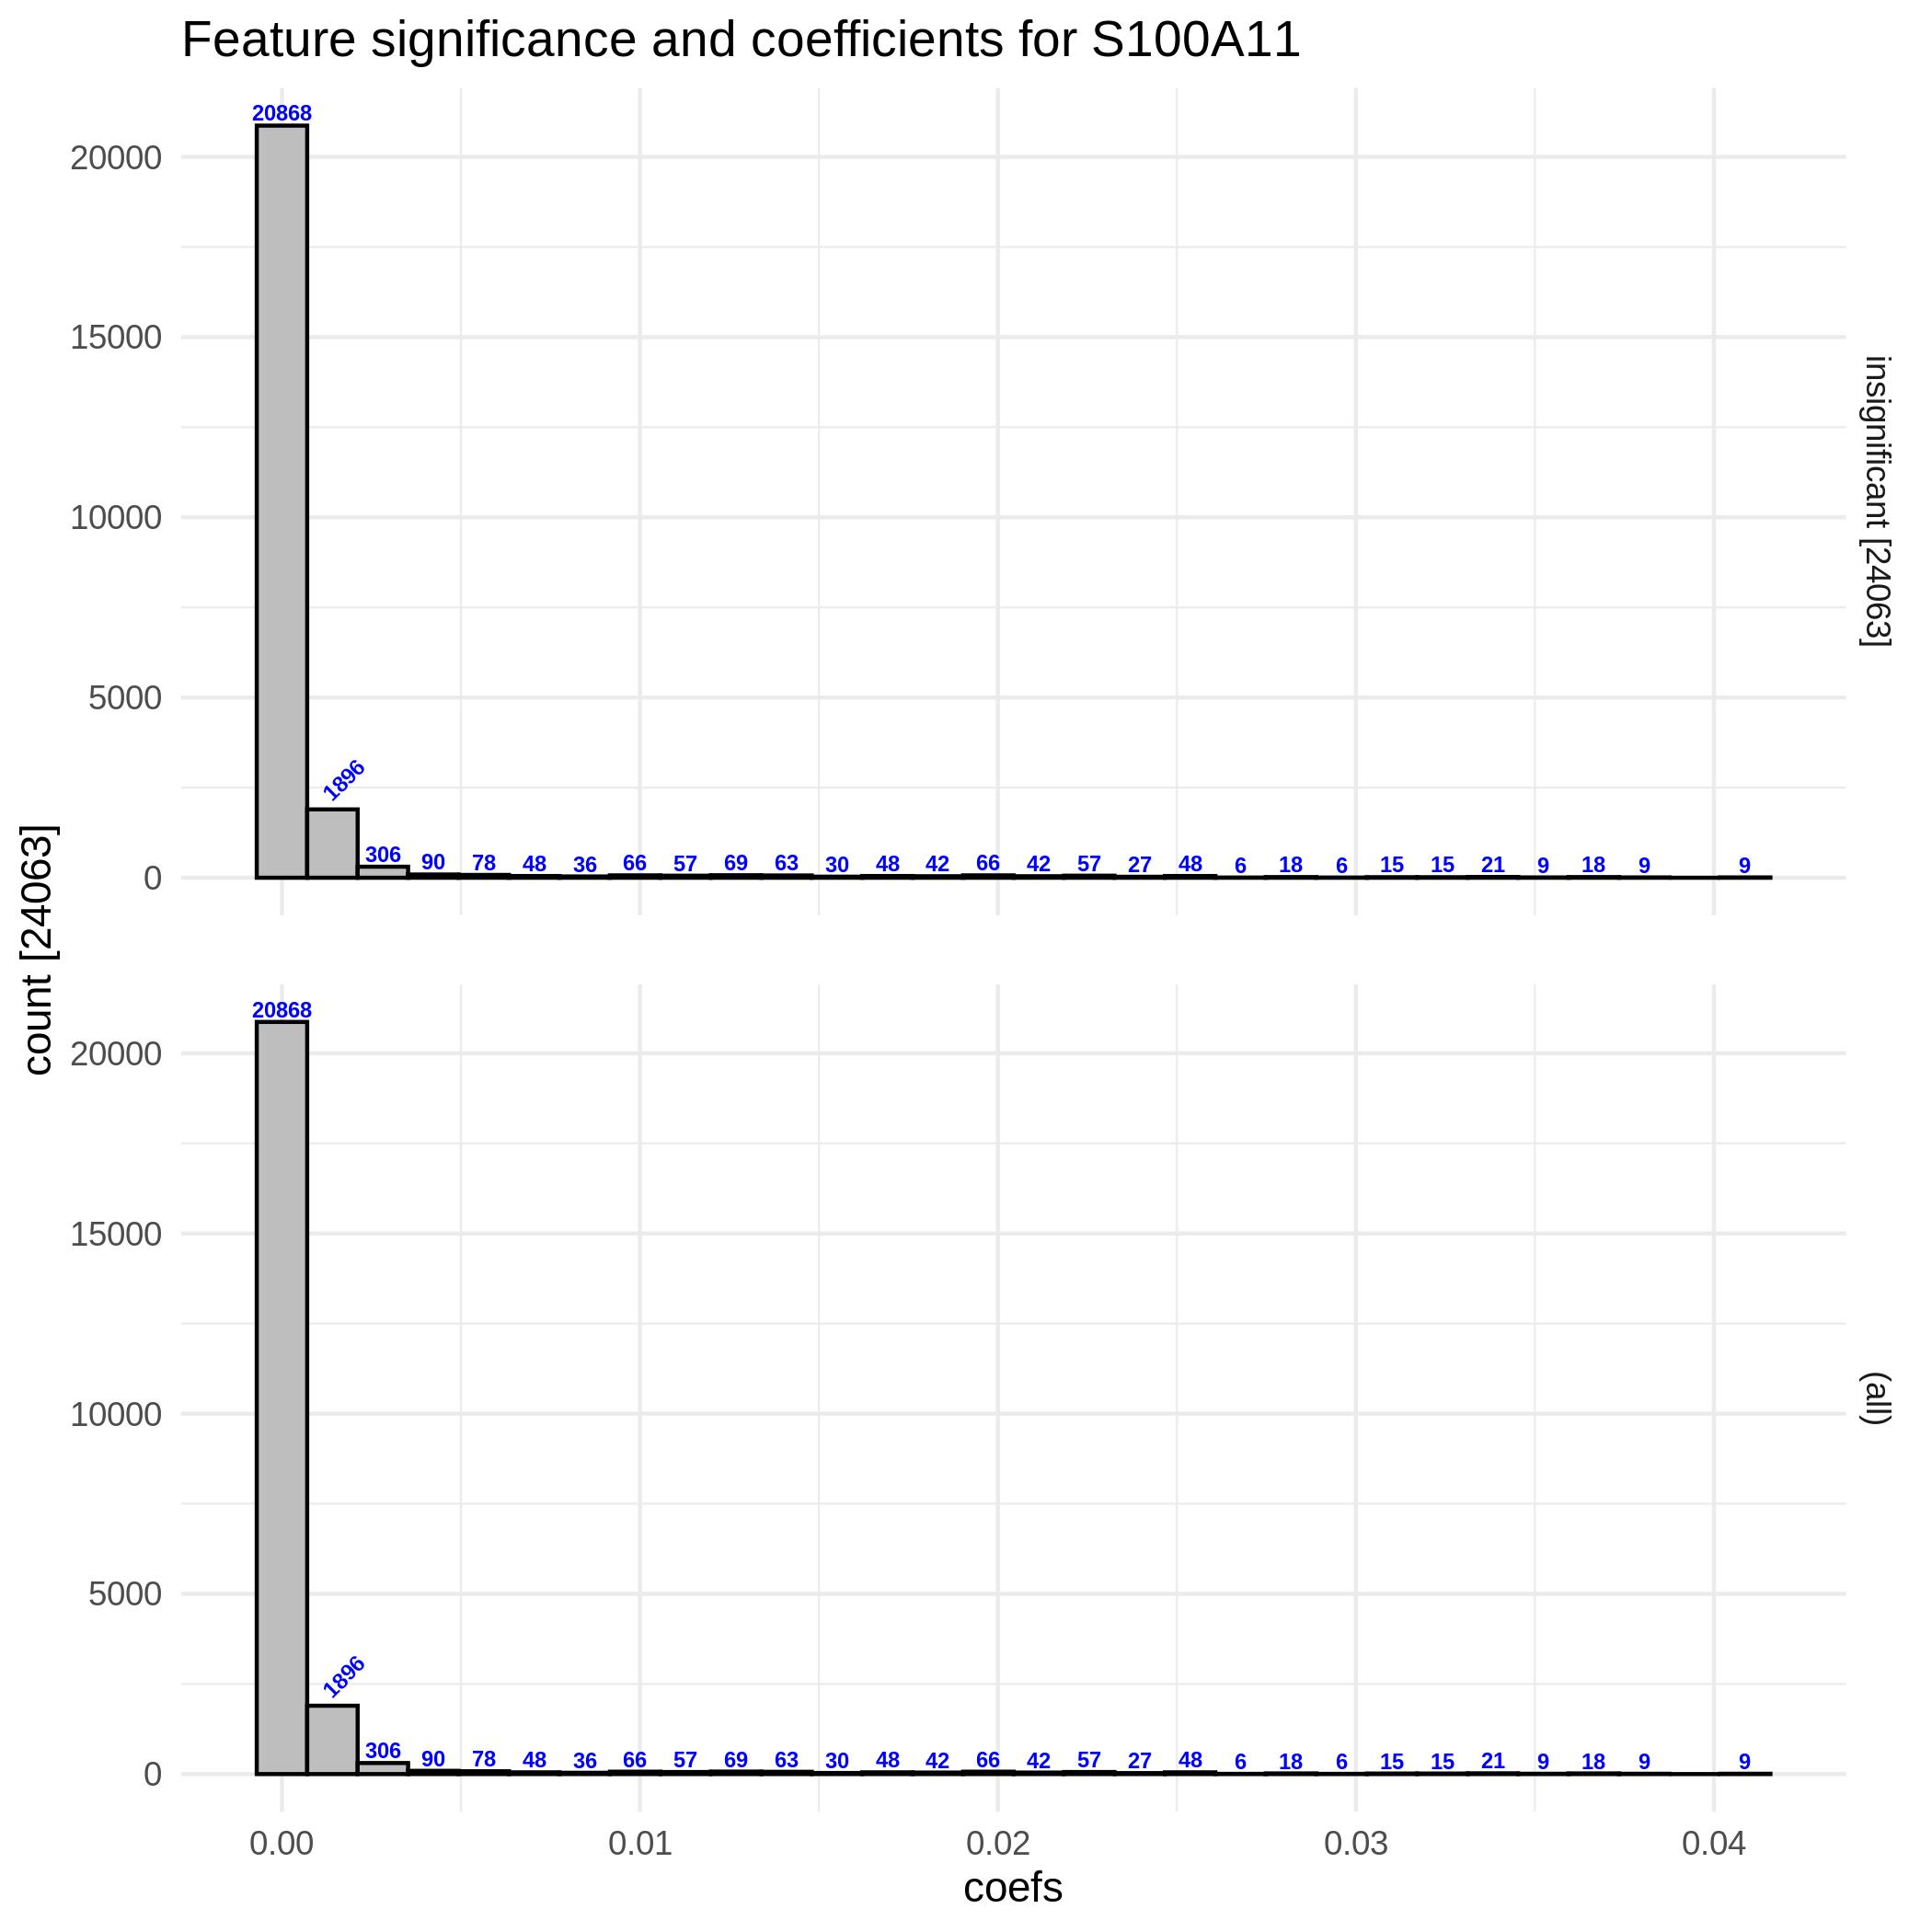 Feature significance and coefficients for S100A11
count [24063]
20000
15000
10000
5000
0
20868
1896
306 90 78 48 36 66 57 69 63 30 48 42 66 42 57 27 48 6 18 6 15 15 21 9 18 9 9
insignificant [24063]
20000
15000
10000
5000
0
20868
1896
306 90 78 48 36 66 57 69 63 30 48 42 66 42 57 27 48 6 18 6 15 15 21 9 18 9 9
(all)
0.00 0.01 0.02 0.03 0.04
coefs